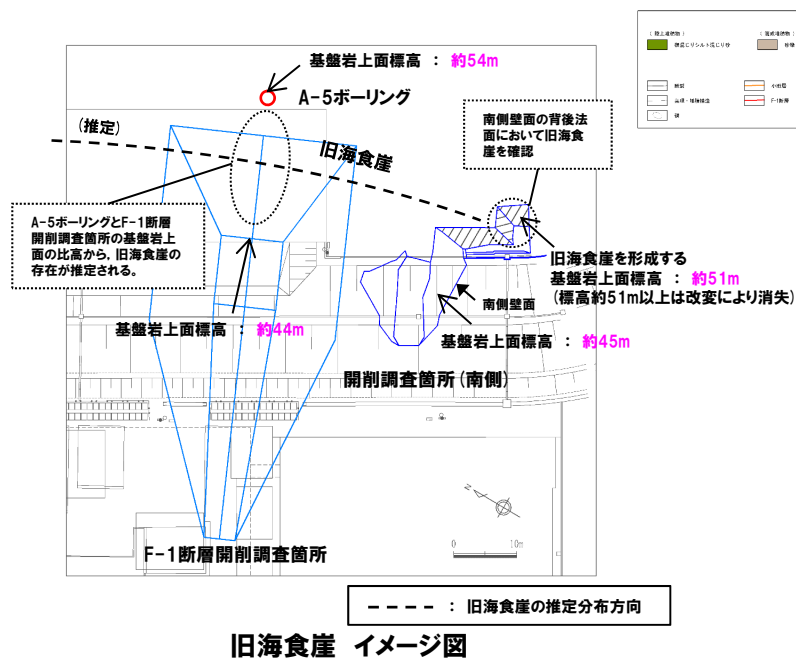 基盤岩上面標高 ： 約54m
A-5ボーリング
(推定)
旧海食崖
南側壁面の背後法
面において旧海食
崖を確認
A-5ボーリングとF-1断層
開削調査箇所の基盤岩上
面の比高から，旧海食崖の
存在が推定される。
旧海食崖を形成する
基盤岩上面標高 ： 約51m
(標高約51m以上は改変により消失)
南側壁面
基盤岩上面標高 ： 約44m
基盤岩上面標高 ： 約45m
開削調査箇所(南側)
N
0 10m
F-1断層開削調査箇所
： 旧海食崖の推定分布方向
旧海食崖 イメージ図
小断層
F-1断層